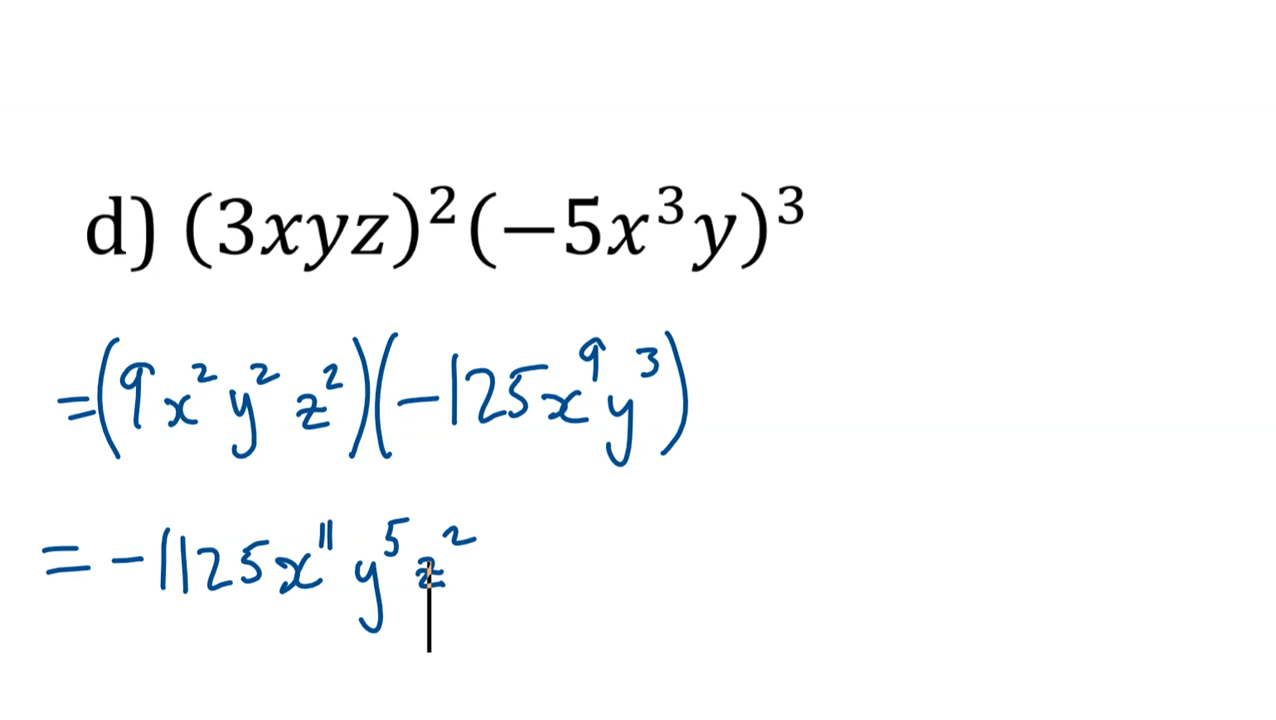 d) (3xyz)²(−5x³y)³
=(9x²y²z²)(−125x⁹y³)
= −1125x¹¹y⁵z²